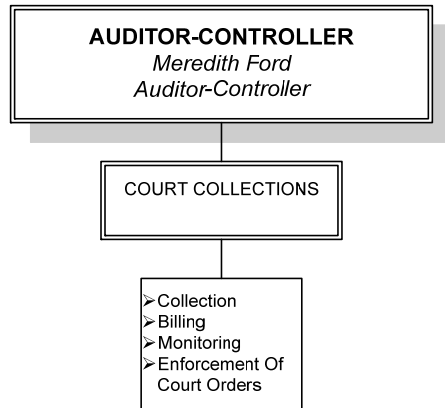 AUDITOR-CONTROLLER
Meredith Ford
Auditor-Controller
COURT COLLECTIONS
➢Collection
➢Billing
➢Monitoring
➢Enforcement Of
Court Orders